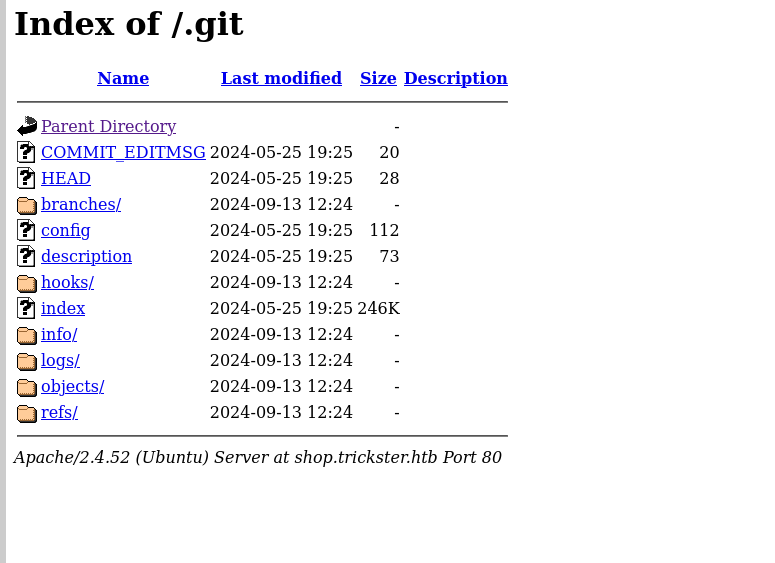 Index of /.git
Name Last modified Size Description
Parent Directory -
COMMIT_EDITMSG 2024-05-25 19:25 20
HEAD 2024-05-25 19:25 28
branches/ 2024-09-13 12:24 -
config 2024-05-25 19:25 112
description 2024-05-25 19:25 73
hooks/ 2024-09-13 12:24 -
index 2024-05-25 19:25 246K
info/ 2024-09-13 12:24 -
logs/ 2024-09-13 12:24 -
objects/ 2024-09-13 12:24 -
refs/ 2024-09-13 12:24 -
Apache/2.4.52 (Ubuntu) Server at shop.trickster.htb Port 80